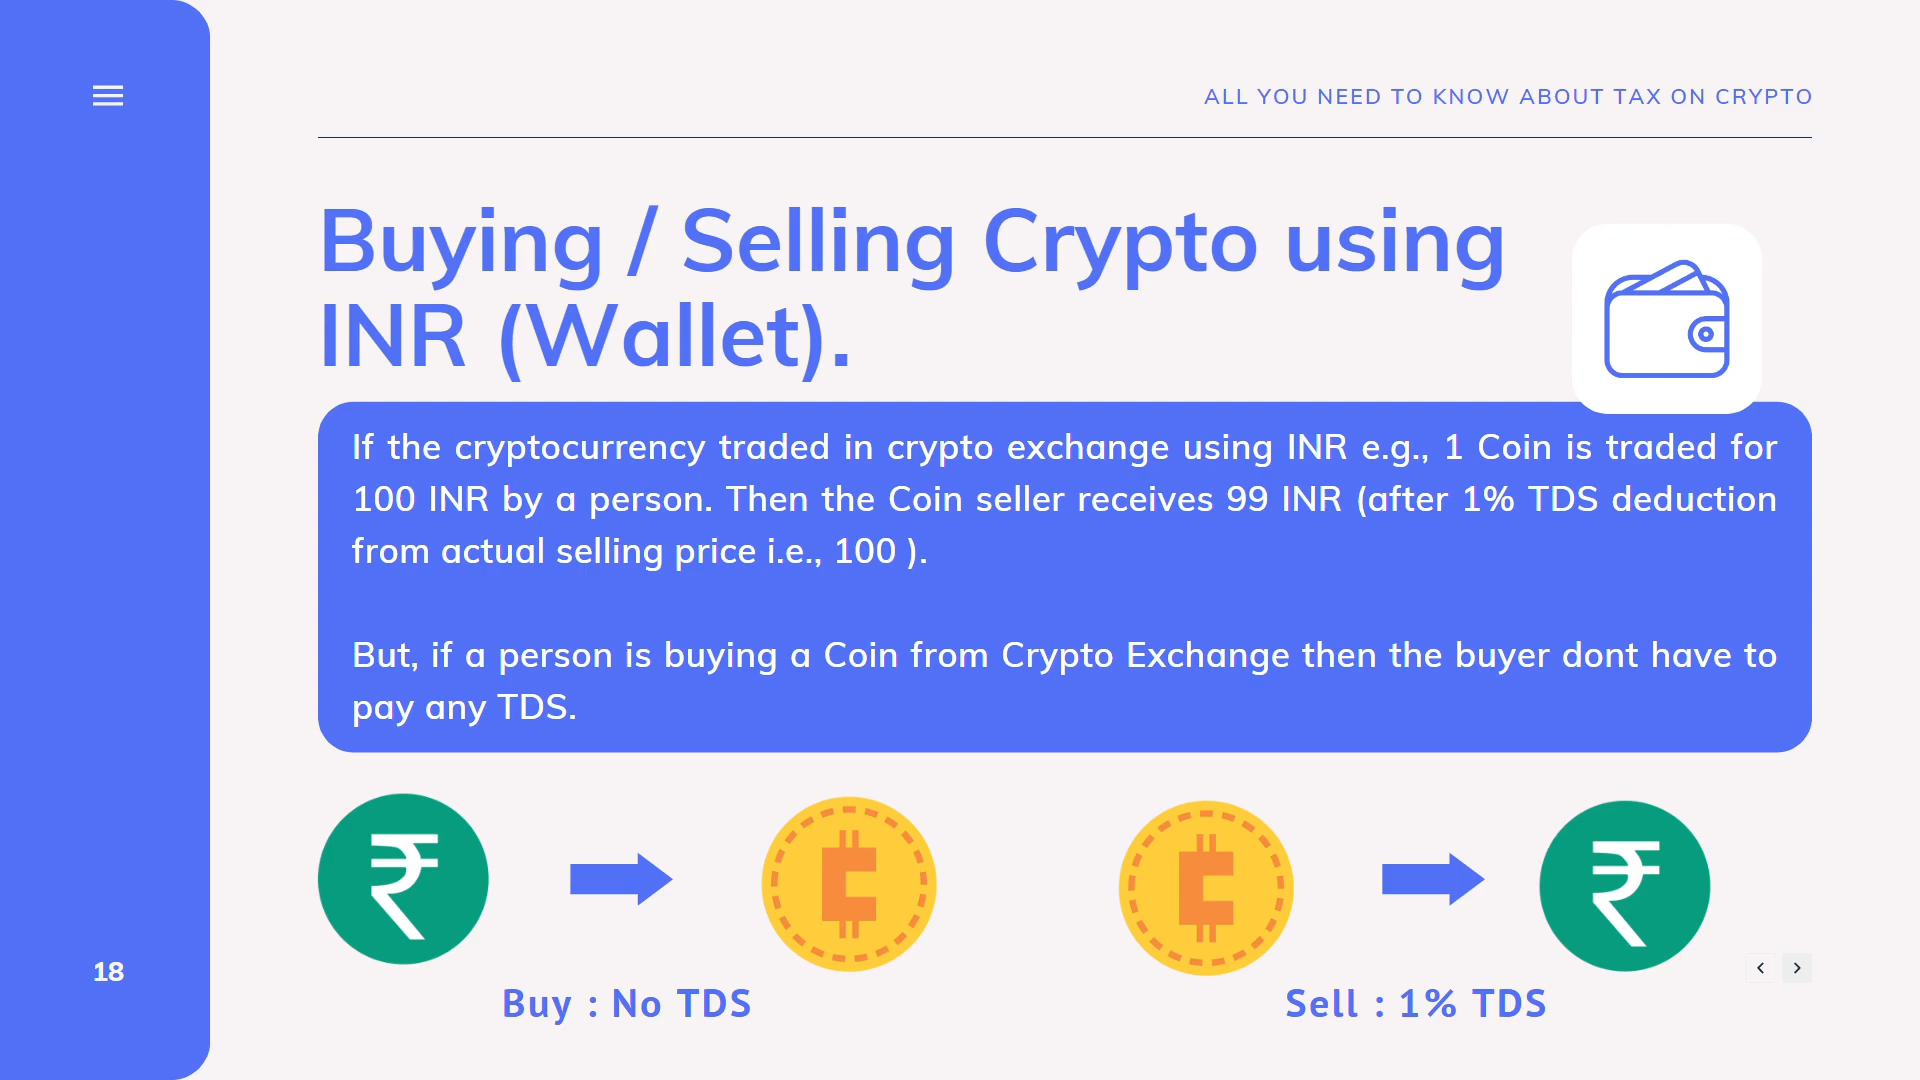 ALL YOU NEED TO KNOW ABOUT TAX ON CRYPTO
Buying / Selling Crypto using
INR (Wallet).
If the cryptocurrency traded in crypto exchange using INR e.g., 1 Coin is traded for
100 INR by a person. Then the Coin seller receives 99 INR (after 1% TDS deduction
from actual selling price i.e., 100 ).
But, if a person is buying a Coin from Crypto Exchange then the buyer dont have to
pay any TDS.
₹
₹
18
Buy : No TDS
Sell : 1% TDS